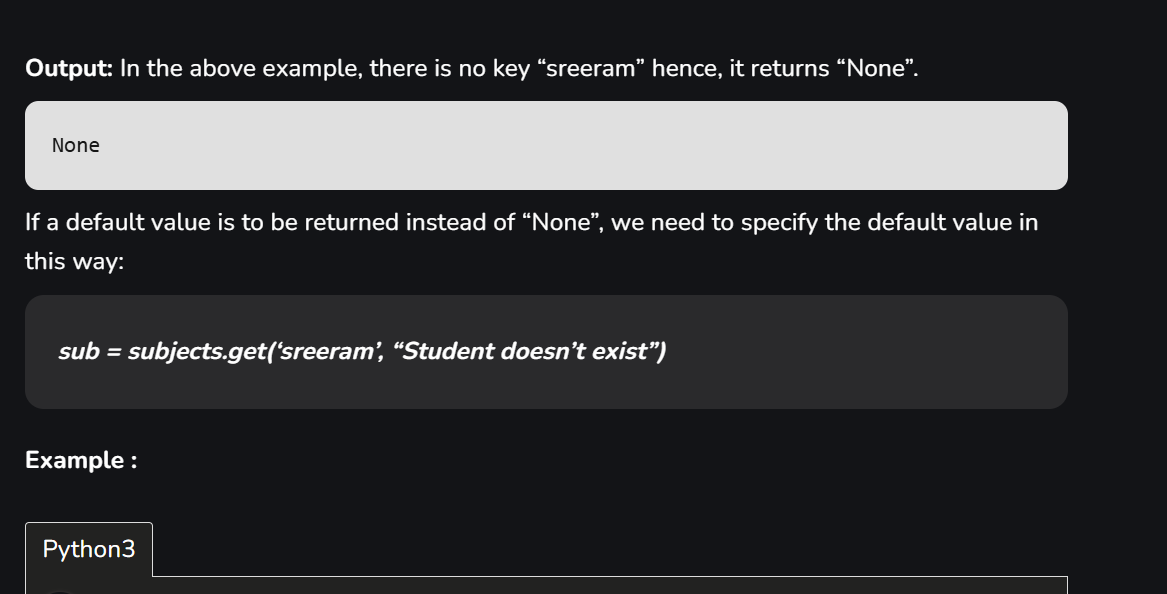 Output: In the above example, there is no key “sreeram” hence, it returns “None”.
None
If a default value is to be returned instead of “None”, we need to specify the default value in
this way:
sub = subjects.get(‘sreeram’, “Student doesn’t exist”)
Example :
Python3